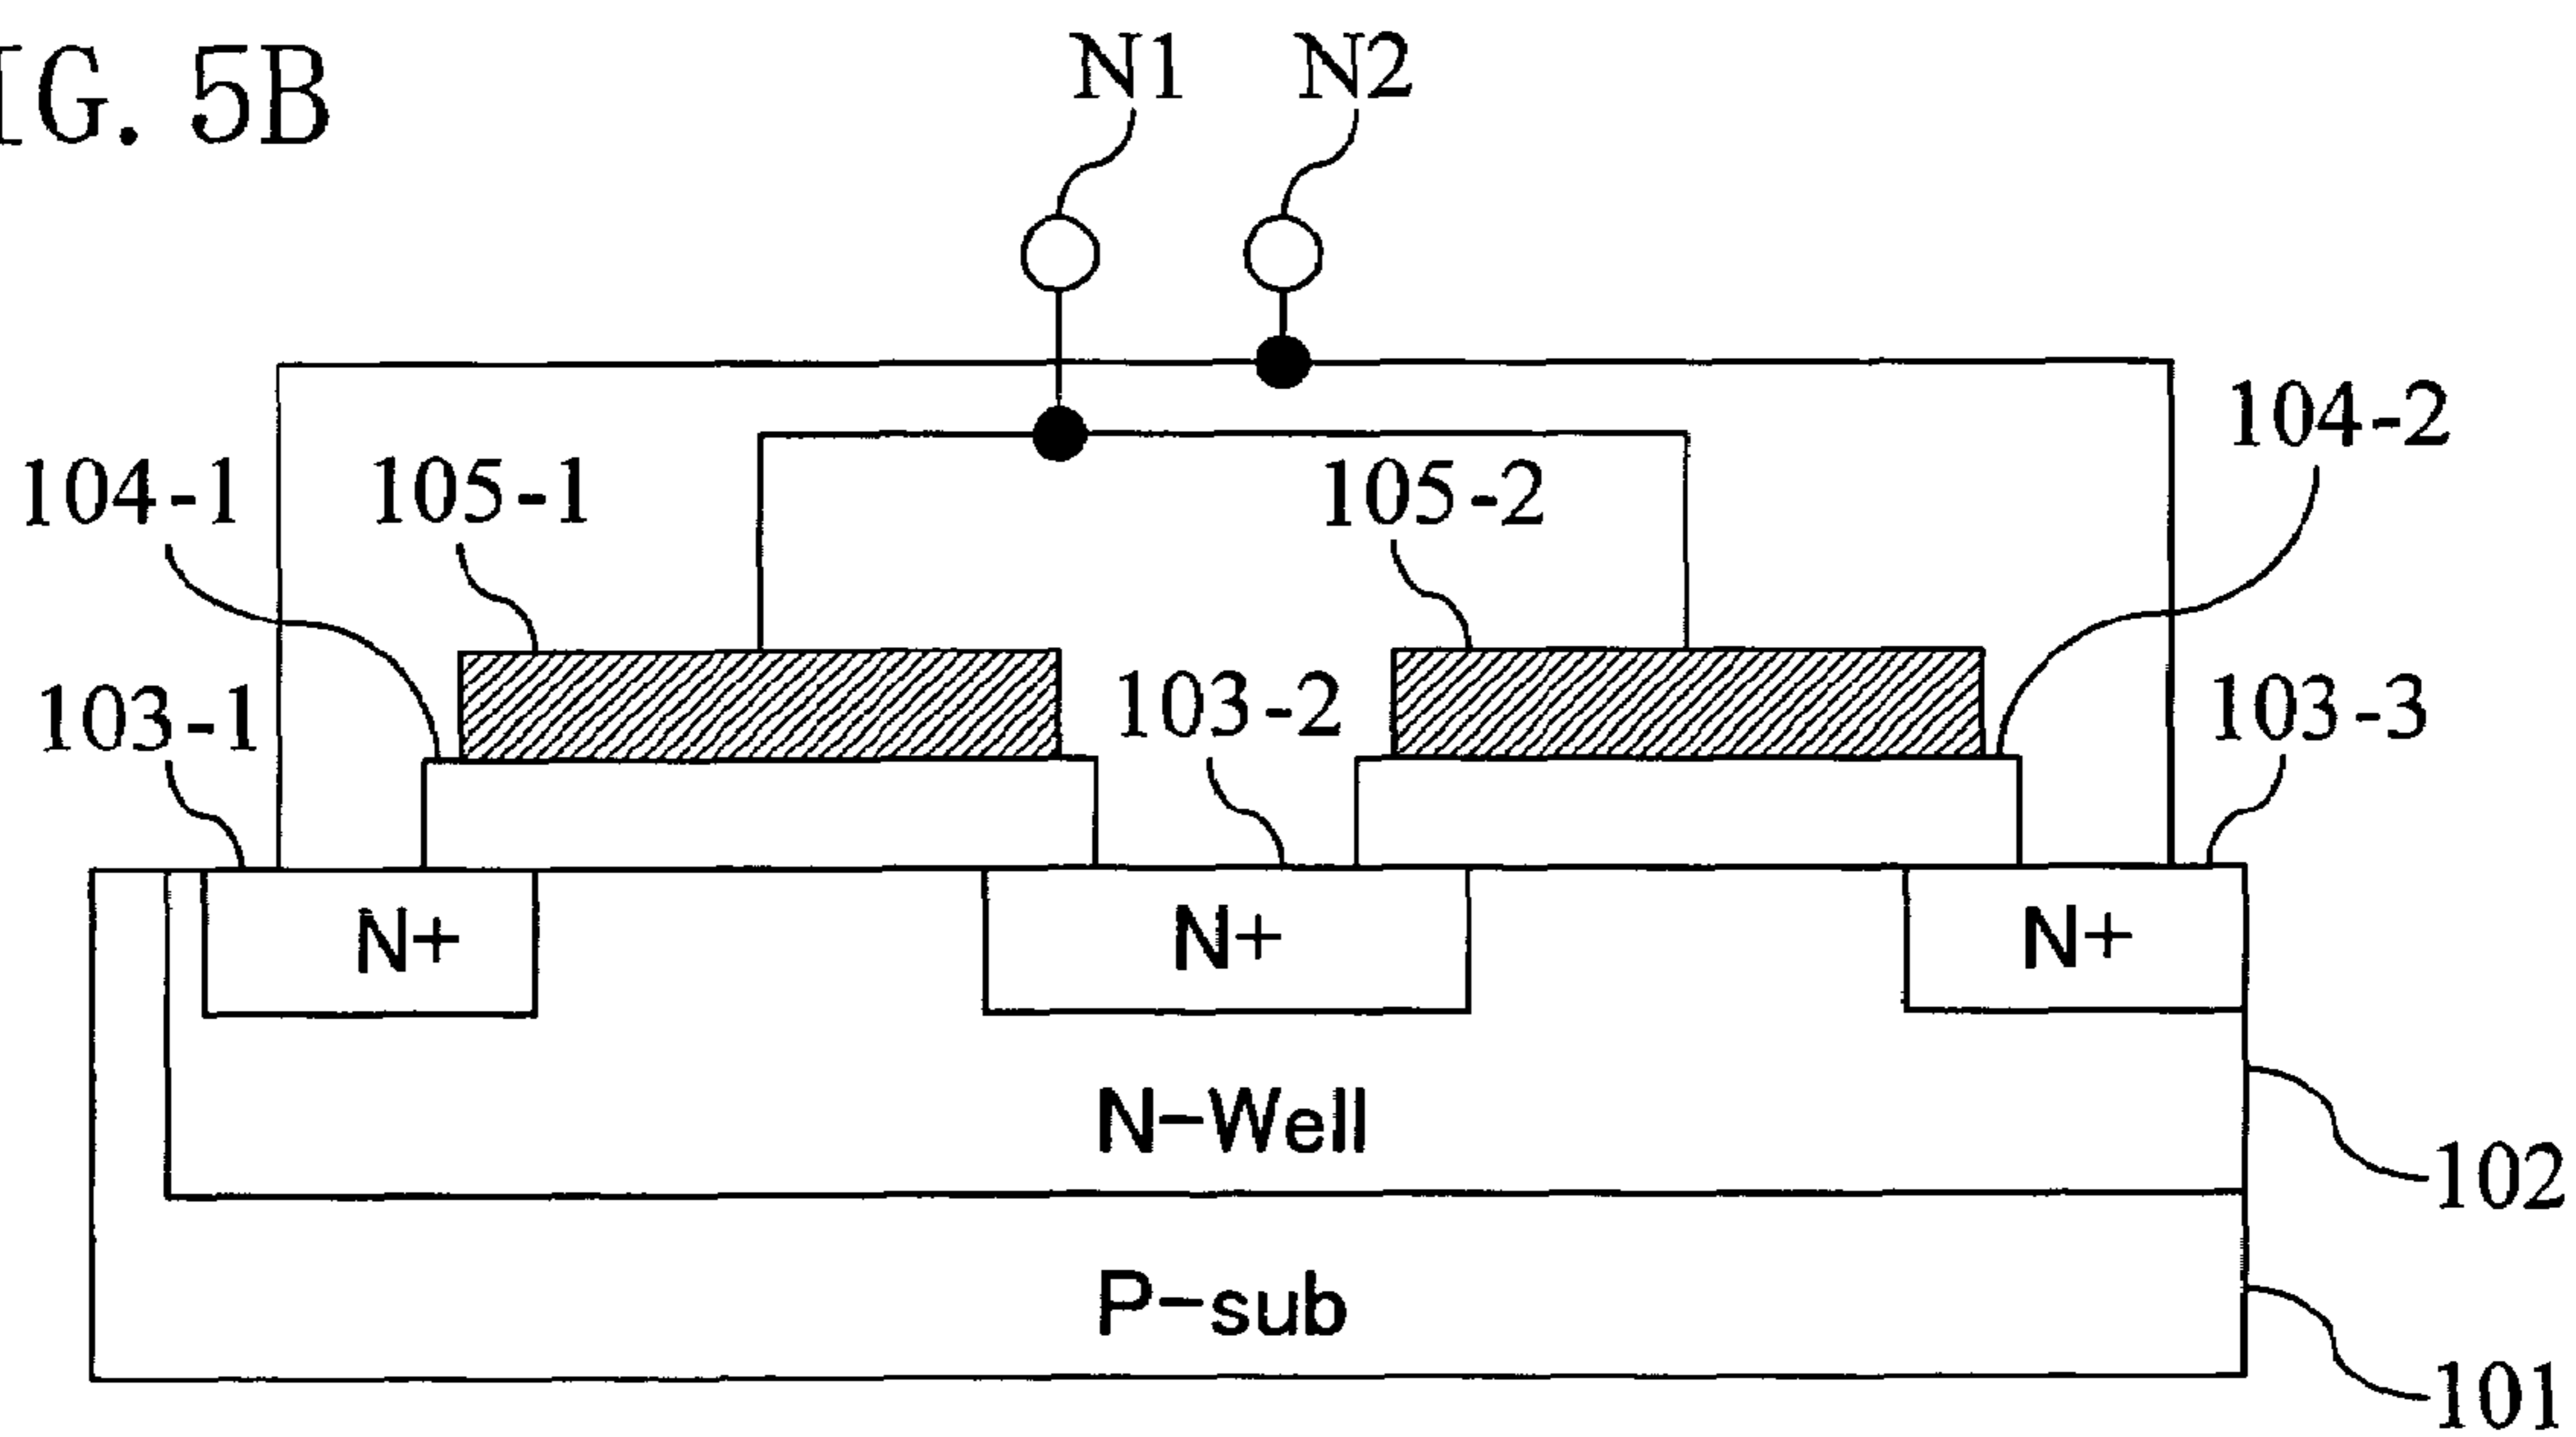 IG. 5B
N1 N2
104-2
104-1 105-1 105-2
103-1 103-2 103-3
N+ N+ N+
N-Well
102
P-sub
101